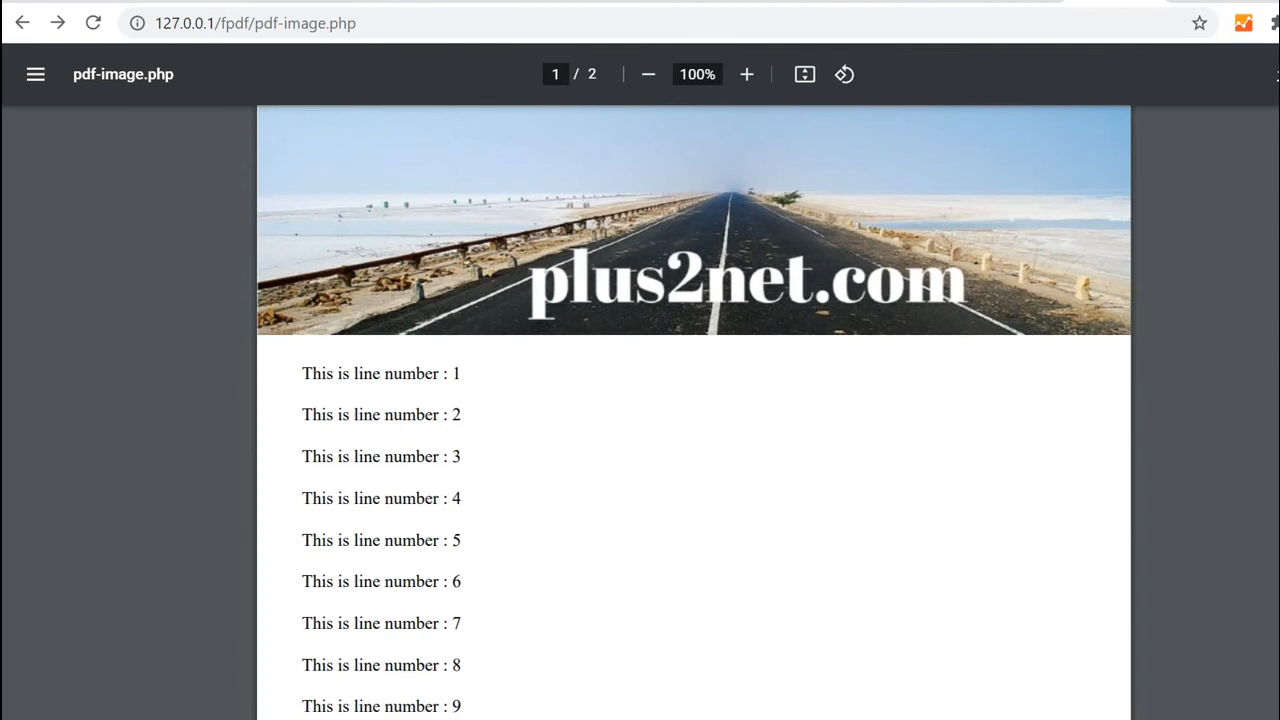 127.0.0.1/fpdf/pdf-image.php
pdf-image.php
1 / 2
100%
plus2net.com
This is line number : 1
This is line number : 2
This is line number : 3
This is line number : 4
This is line number : 5
This is line number : 6
This is line number : 7
This is line number : 8
This is line number : 9